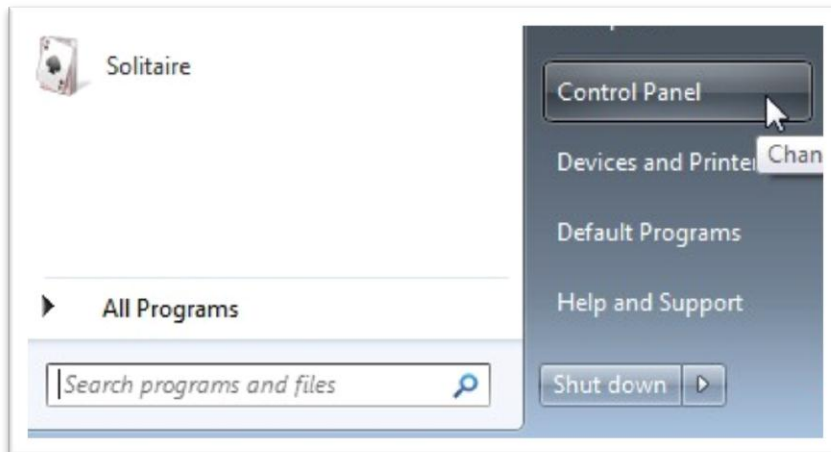 Solitaire
All Programs
Search programs and files
Control Panel
Devices and Printer
Chan
Default Programs
Help and Support
Shut down